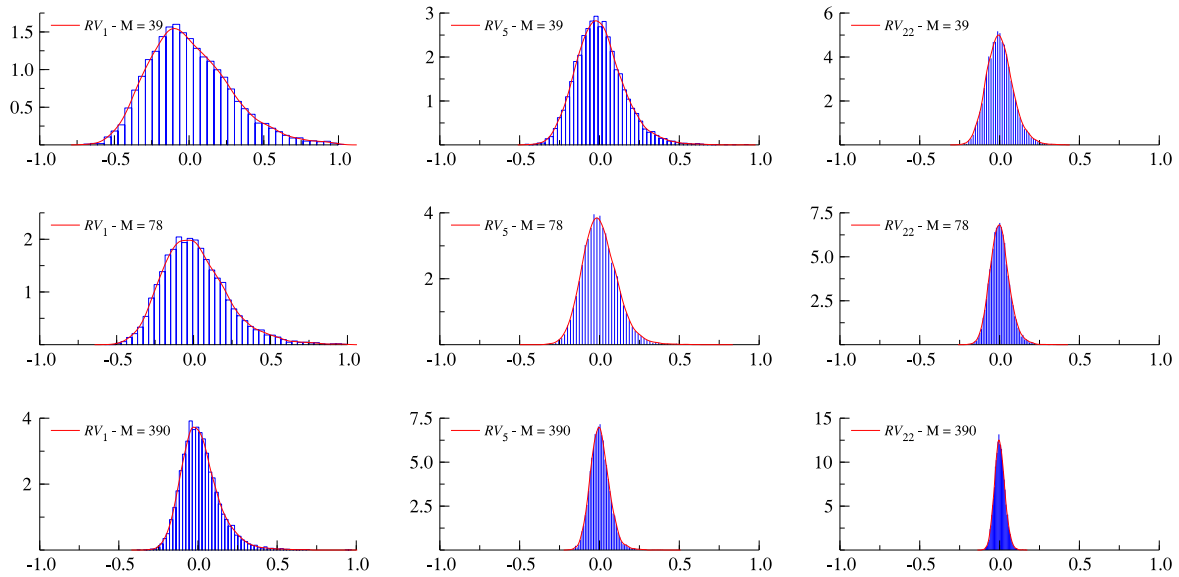 1.5
RV1 - M = 39
1.0
0.5
-1.0 -0.5 0.0 0.5 1.0
3
RV5 - M = 39
2
1
-1.0 -0.5 0.0 0.5 1.0
6
RV22 - M = 39
4
2
-1.0 -0.5 0.0 0.5 1.0
RV1 - M = 78
2
1
-1.0 -0.5 0.0 0.5 1.0
4
RV5 - M = 78
2
-1.0 -0.5 0.0 0.5 1.0
7.5
RV22 - M = 78
5.0
2.5
-1.0 -0.5 0.0 0.5 1.0
4
RV1 - M = 390
2
-1.0 -0.5 0.0 0.5 1.0
7.5
RV5 - M = 390
5.0
2.5
-1.0 -0.5 0.0 0.5 1.0
15
RV22 - M = 390
10
5
-1.0 -0.5 0.0 0.5 1.0